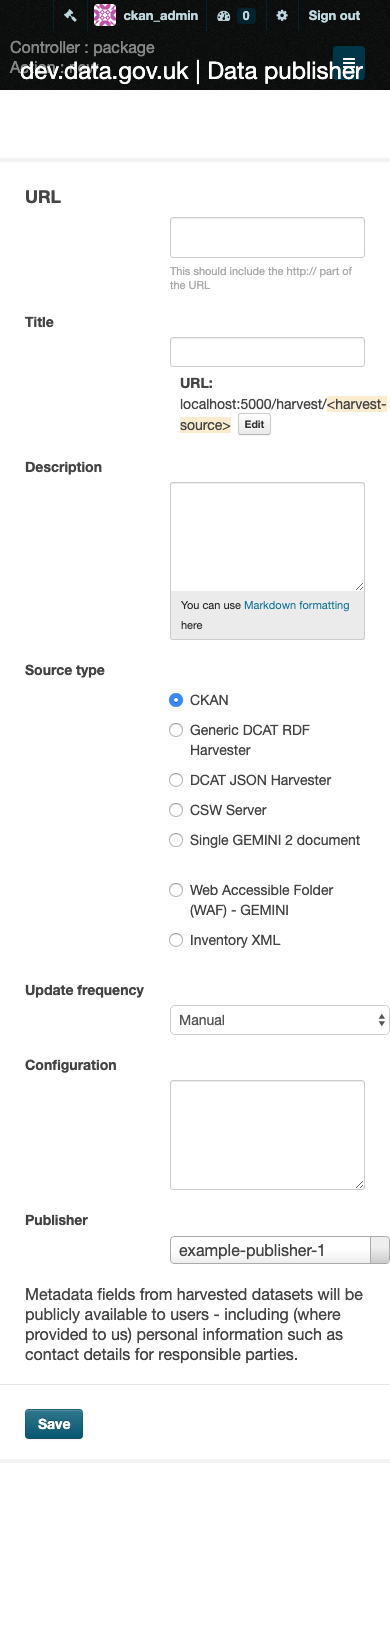 ckan_admin
0
Sign out
Controller : package
Action : new
dev.data.gov.uk | Data publisher
URL
This should include the http:// part of
the URL
Title
URL:
localhost:5000/harvest/<harvest-
source>
Edit
Description
You can use Markdown formatting
here
Source type
CKAN
Generic DCAT RDF
Harvester
DCAT JSON Harvester
CSW Server
Single GEMINI 2 document
Web Accessible Folder
(WAF) - GEMINI
Inventory XML
Update frequency
Manual
Configuration
Publisher
example-publisher-1
Metadata fields from harvested datasets will be
publicly available to users - including (where
provided to us) personal information such as
contact details for responsible parties.
Save